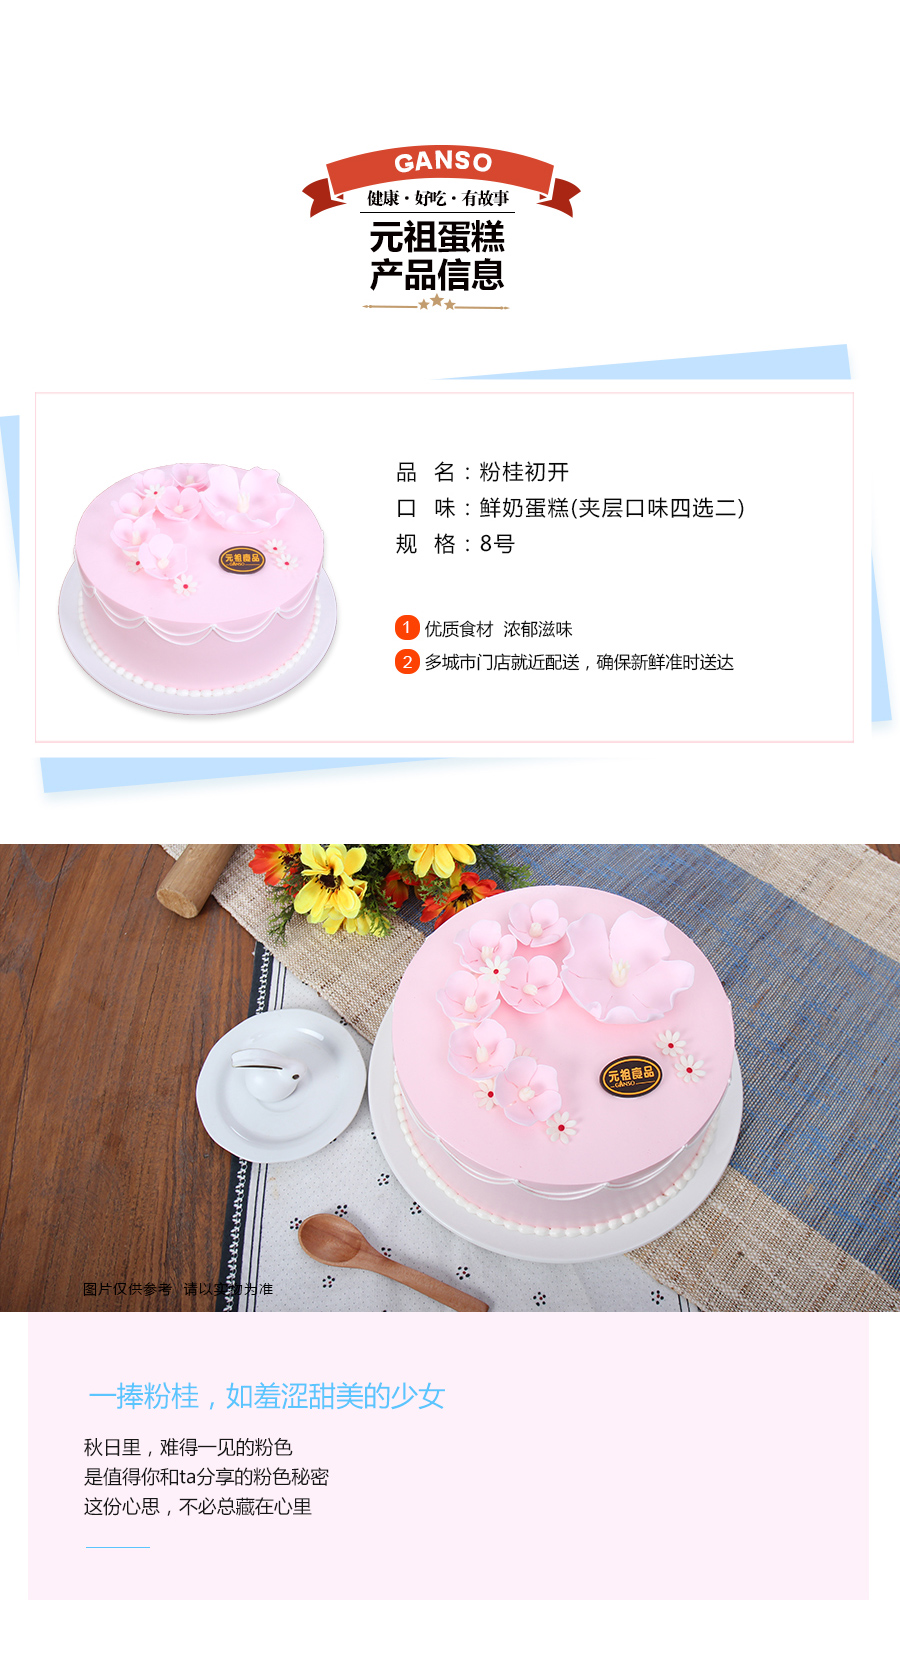 GANSO
健康·好吃·有故事
元祖蛋糕
产品信息
品 名：粉桂初开
口 味：鲜奶蛋糕(夹层口味四选二)
规 格：8号
元祖食品
GANSO
1 优质食材 浓郁滋味
2 多城市门店就近配送，确保新鲜准时送达
元祖食品
GANSO
图片仅供参考 请以实物为准
一捧粉桂，如羞涩甜美的少女
秋日里，难得一见的粉色
是值得你和ta分享的粉色秘密
这份心思，不必总藏在心里